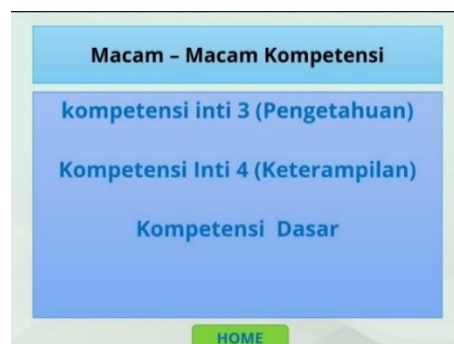 Macam – Macam Kompetensi
kompetensi inti 3 (Pengetahuan)
Kompetensi Inti 4 (Keterampilan)
Kompetensi Dasar
HOME